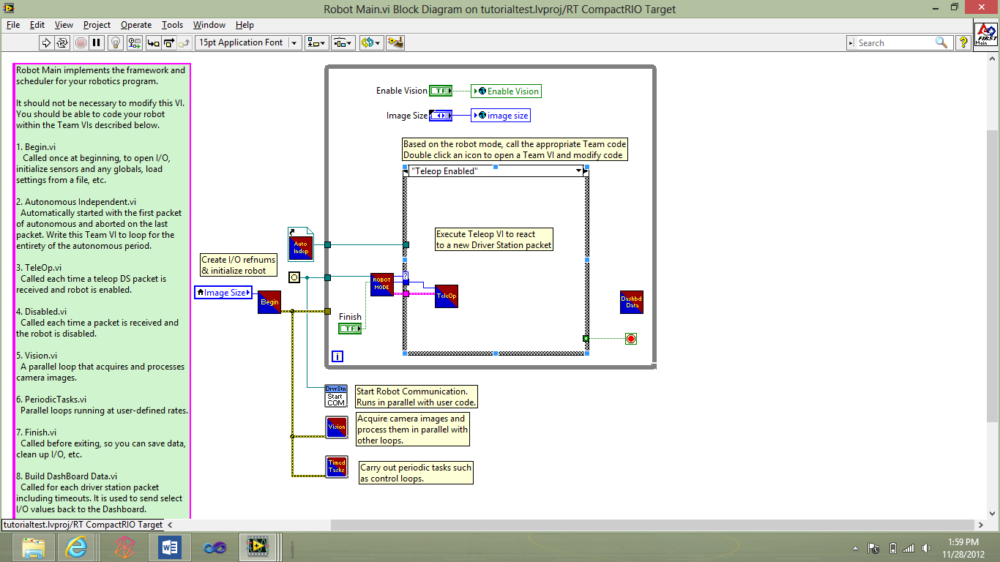 Robot Main.vi Block Diagram on tutorialtest.lvproj/RT CompactRIO Target
File Edit View Project Operate Tools Window Help
15pt Application Font
Search
FIRST
Main
Robot Main implements the framework and
scheduler for your robotics program.
It should not be necessary to modify this VI.
You should be able to code your robot
within the Team VIs described below.
1. Begin.vi
Called once at beginning, to open I/O,
initialize sensors and any globals, load
settings from a file, etc.
2. Autonomous Independent.vi
Automatically started with the first packet
of autonomous and aborted on the last
packet. Write this Team VI to loop for the
entirety of the autonomous period.
3. TeleOp.vi
Called each time a teleop DS packet is
received and robot is enabled.
4. Disabled.vi
Called each time a packet is received and
the robot is disabled.
5. Vision.vi
A parallel loop that acquires and processes
camera images.
6. PeriodicTasks.vi
Parallel loops running at user-defined rates.
7. Finish.vi
Called before exiting, so you can save data,
clean up I/O, etc.
8. Build DashBoard Data.vi
Called for each driver station packet
including timeouts. It is used to send select
I/O values back to the Dashboard.
Enable Vision
TF
Enable Vision
Image Size
image size
Based on the robot mode, call the appropriate Team code
Double click an icon to open a Team VI and modify code
"Teleop Enabled"
Execute Teleop VI to react
to a new Driver Station packet
Auto
Indep
Create I/O refnums
& initialize robot
Image Size
Begin
ROBOT
MODE
?
TeleOp
Dashbd
Data
Finish
TF
i
DrvrStn
Start
COM
Start Robot Communication.
Runs in parallel with user code.
Vision
Acquire camera images and
process them in parallel with
other loops.
Timed
Tasks
Carry out periodic tasks such
as control loops.
tutorialtest.lvproj/RT CompactRIO Target
1:59 PM
11/28/2012